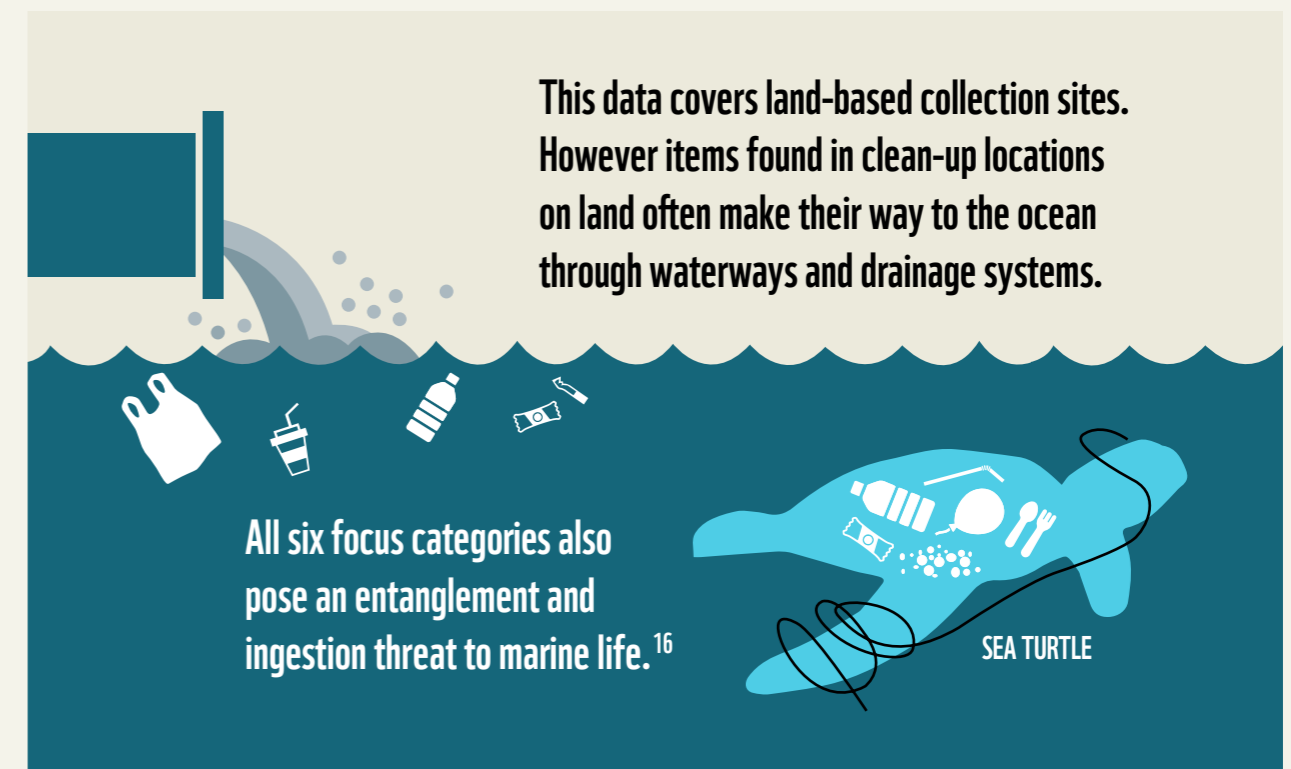 This data covers land-based collection sites.
However items found in clean-up locations
on land often make their way to the ocean
through waterways and drainage systems.
All six focus categories also
pose an entanglement and
ingestion threat to marine life.16
SEA TURTLE